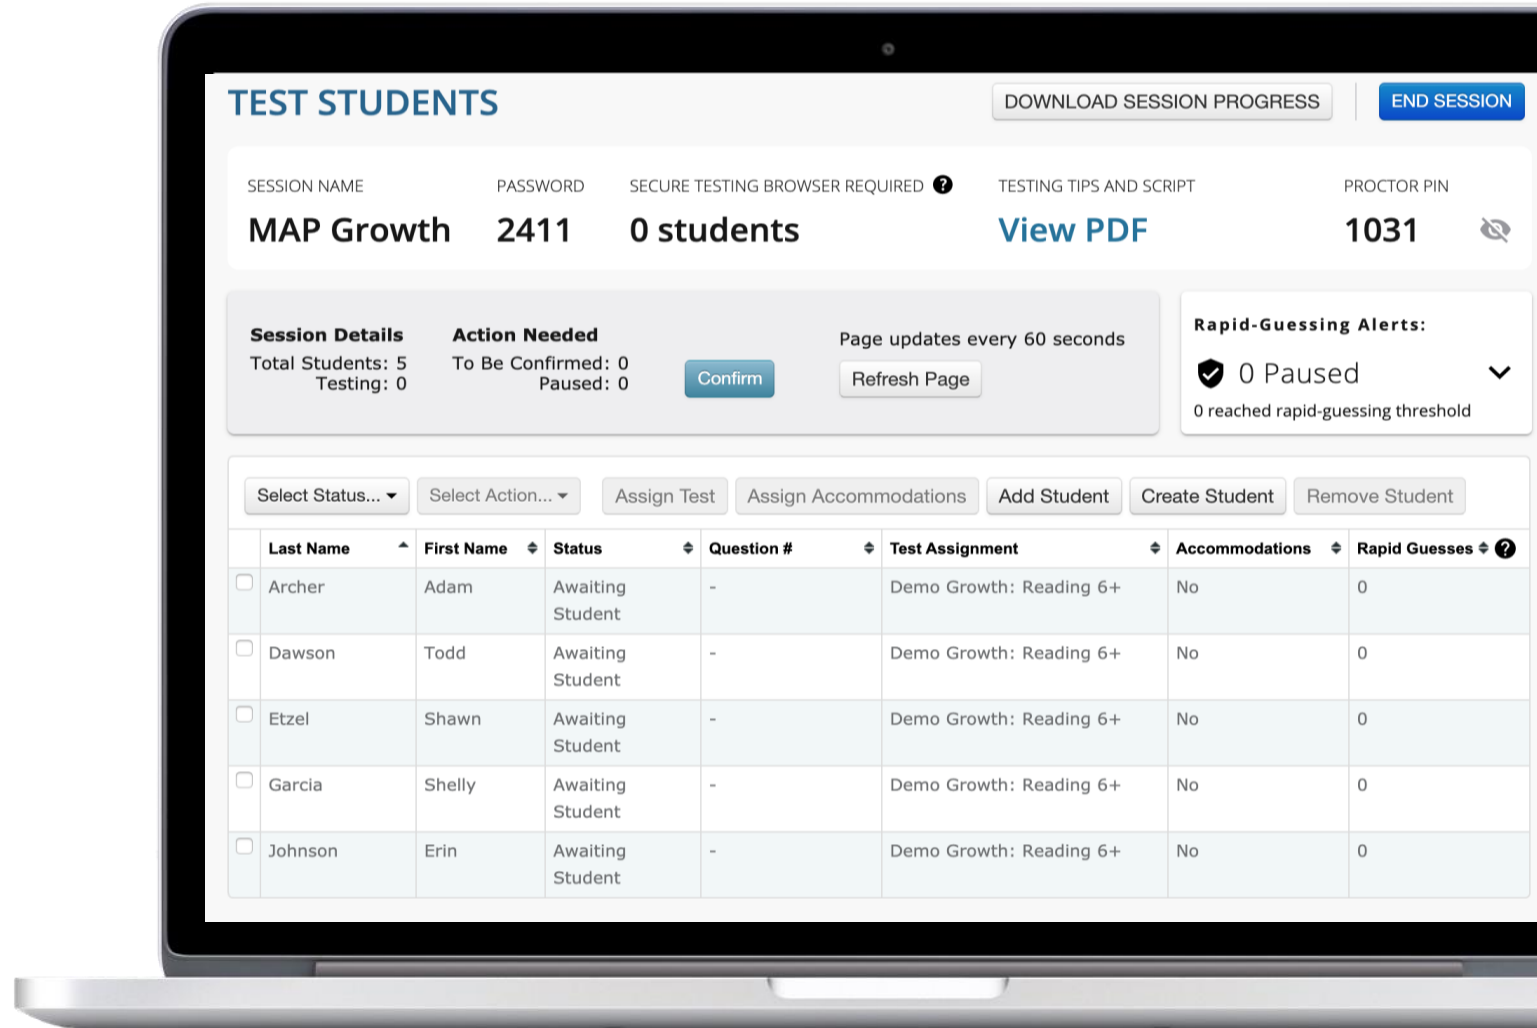 TEST STUDENTS
DOWNLOAD SESSION PROGRESS
END SESSION
SESSION NAME
MAP Growth
PASSWORD
2411
SECURE TESTING BROWSER REQUIRED ?
0 students
TESTING TIPS AND SCRIPT
View PDF
PROCTOR PIN
1031
Session Details
Total Students: 5
Testing: 0
Action Needed
To Be Confirmed: 0
Paused: 0
Confirm
Page updates every 60 seconds
Refresh Page
Rapid-Guessing Alerts:
0 Paused
0 reached rapid-guessing threshold
Select Status... Select Action... Assign Test Assign Accommodations Add Student Create Student Remove Student
Last Name First Name Status Question # Test Assignment Accommodations Rapid Guesses ?
Archer Adam Awaiting - Demo Growth: Reading 6+ No 0
Student
Dawson Todd Awaiting - Demo Growth: Reading 6+ No 0
Student
Etzel Shawn Awaiting - Demo Growth: Reading 6+ No 0
Student
Garcia Shelly Awaiting - Demo Growth: Reading 6+ No 0
Student
Johnson Erin Awaiting - Demo Growth: Reading 6+ No 0
Student